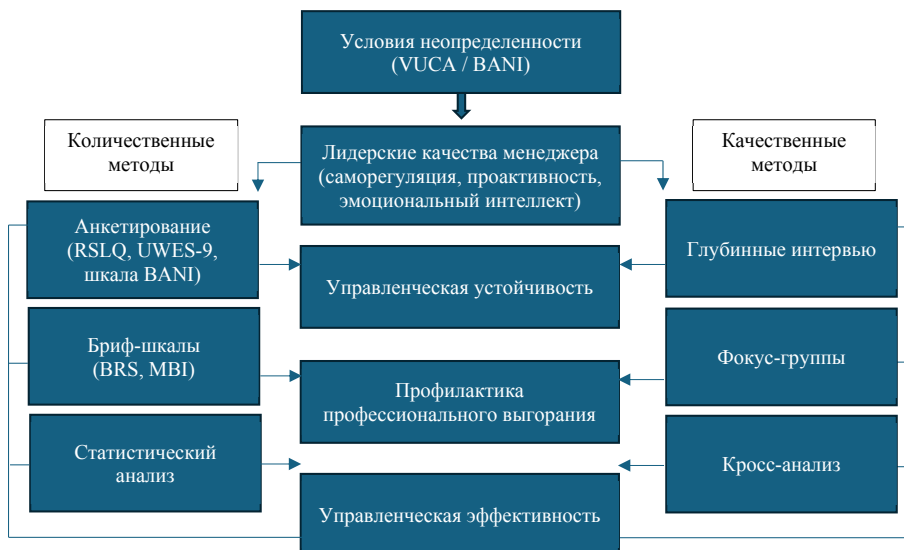 Условия неопределенности
(VUCA / BANI)
Количественные
методы
Лидерские качества менеджера
(саморегуляция, проактивность,
эмоциональный интеллект)
Качественные
методы
Анкетирование
(RSLQ, UWES-9,
шкала BANI)
Управленческая устойчивость
Глубинные интервью
Бриф-шкалы
(BRS, MBI)
Профилактика
профессионального выгорания
Фокус-группы
Статистический
анализ
Управленческая эффективность
Кросс-анализ